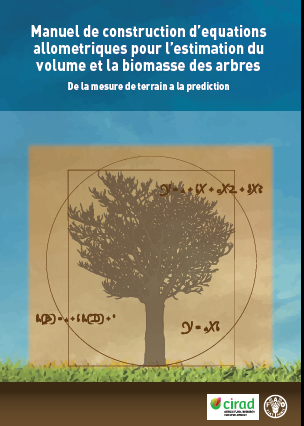 Manuel de construction d'equations
allometriques pour l'estimation du
volume et la biomasse des arbres
De la mesure de terrain a la prediction
cirad